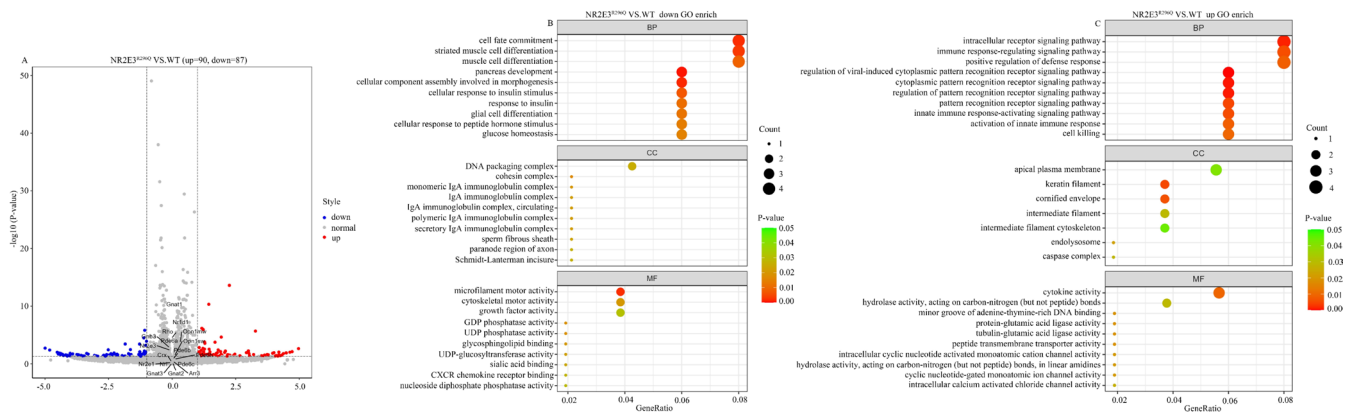 A
NR2E3R296Q VS.WT (up=90, down=87)
-log10 (P-value)
50
40
30
20
10
0
-5.0
-2.5
0.0
2.5
5.0
Gnat1
Nr1d1
Rho
Opn1mw
Opn1sw
Pde6a
Pde6b
Crx
Nr2e1
Nrl
Pde6c
Gnat3
Gnat2
Arr3
Style
down
normal
up
B
NR2E3R296Q VS.WT down GO enrich
BP
cell fate commitment
striated muscle cell differentiation
muscle cell differentiation
pancreas development
cellular component assembly involved in morphogenesis
cellular response to insulin stimulus
response to insulin
glial cell differentiation
cellular response to peptide hormone stimulus
glucose homeostasis
CC
DNA packaging complex
cohesin complex
monomeric IgA immunoglobulin complex
IgA immunoglobulin complex
IgA immunoglobulin complex, circulating
polymeric IgA immunoglobulin complex
secretory IgA immunoglobulin complex
sperm fibrous sheath
paranode region of axon
Schmidt-Lanterman incisure
MF
microfilament motor activity
cytoskeletal motor activity
growth factor activity
GDP phosphatase activity
UDP phosphatase activity
glycosphingolipid binding
UDP-glucosyltransferase activity
sialic acid binding
CXCR chemokine receptor binding
nucleoside diphosphate phosphatase activity
0.02
0.04
0.06
0.08
GeneRatio
Count
1
2
3
4
P-value
0.05
0.04
0.03
0.02
0.01
0.00
C
NR2E3R296Q VS.WT up GO enrich
BP
intracellular receptor signaling pathway
immune response-regulating signaling pathway
positive regulation of defense response
regulation of viral-induced cytoplasmic pattern recognition receptor signaling pathway
cytoplasmic pattern recognition receptor signaling pathway
regulation of pattern recognition receptor signaling pathway
pattern recognition receptor signaling pathway
innate immune response-activating signaling pathway
activation of innate immune response
cell killing
CC
apical plasma membrane
keratin filament
cornified envelope
intermediate filament
intermediate filament cytoskeleton
endolysosome
caspase complex
MF
cytokine activity
hydrolase activity, acting on carbon-nitrogen (but not peptide) bonds
minor groove of adenine-thymine-rich DNA binding
protein-glutamic acid ligase activity
tubulin-glutamic acid ligase activity
peptide transmembrane transporter activity
intracellular cyclic nucleotide activated monoatomic cation channel activity
hydrolase activity, acting on carbon-nitrogen (but not peptide) bonds, in linear amidines
cyclic nucleotide-gated monoatomic ion channel activity
intracellular calcium activated chloride channel activity
0.02
0.04
0.06
0.08
GeneRatio
Count
1
2
3
4
P-value
0.05
0.04
0.03
0.02
0.01
0.00